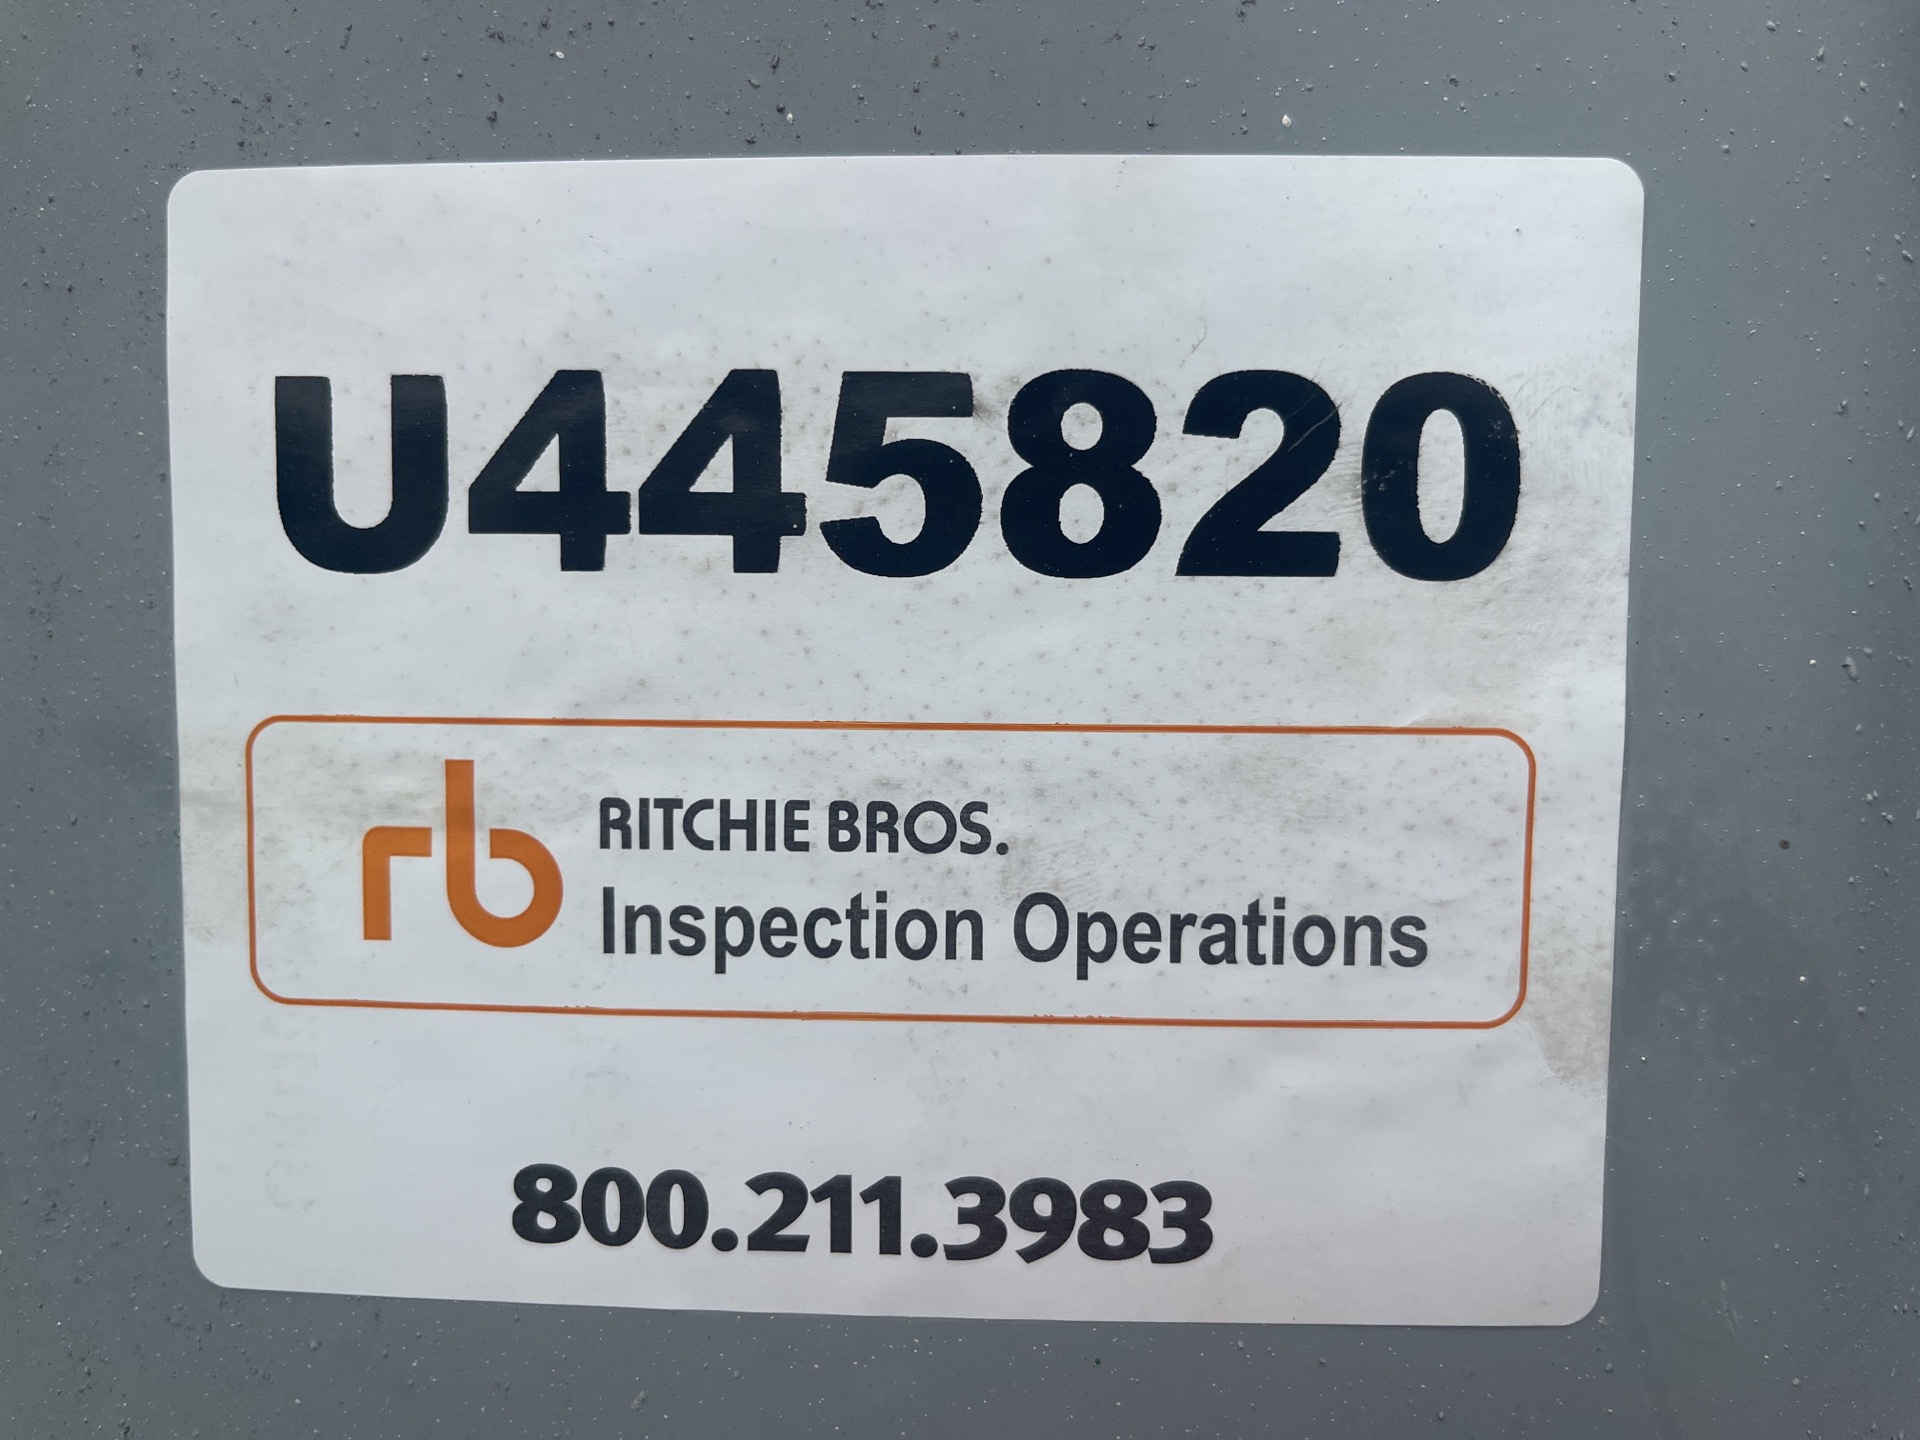 U445820
rb
RITCHIE BROS.
Inspection Operations
800.211.3983